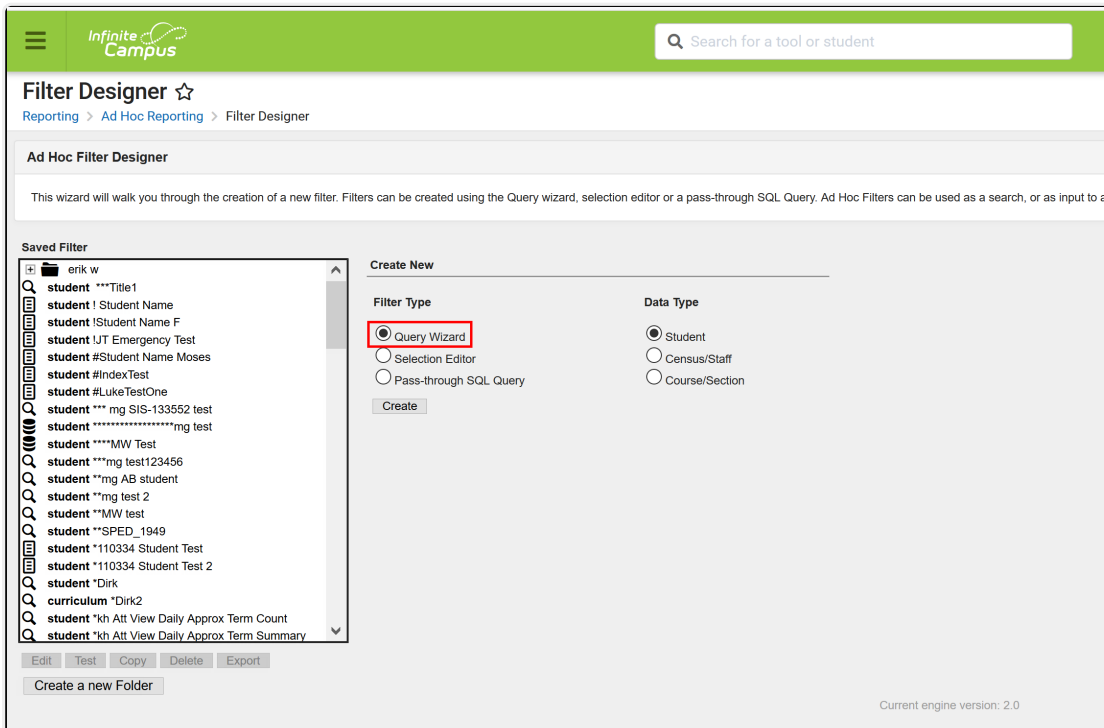 Infinite
Campus
Search for a tool or student
Filter Designer
Reporting > Ad Hoc Reporting > Filter Designer
Ad Hoc Filter Designer
This wizard will walk you through the creation of a new filter. Filters can be created using the Query wizard, selection editor or a pass-through SQL Query. Ad Hoc Filters can be used as a search, or as input to a
Saved Filter
erik w
student ***Title1
student ! Student Name
student !Student Name F
student !JT Emergency Test
student #Student Name Moses
student #IndexTest
student #LukeTestOne
student *** mg SIS-133552 test
student ******************mg test
student ****MW Test
student ***mg test123456
student **mg AB student
student **mg test 2
student **MW test
student **SPED_1949
student *110334 Student Test
student *110334 Student Test 2
student *Dirk
curriculum *Dirk2
student *kh Att View Daily Approx Term Count
student *kh Att View Daily Approx Term Summary
Edit Test Copy Delete Export
Create a new Folder
Create New
Filter Type
Query Wizard
Selection Editor
Pass-through SQL Query
Create
Data Type
Student
Census/Staff
Course/Section
Current engine version: 2.0